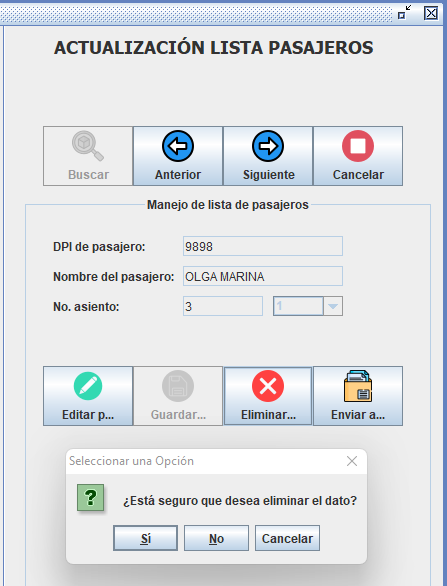 ACTUALIZACIÓN LISTA PASAJEROS
Buscar
Anterior
Siguiente
Cancelar
Manejo de lista de pasajeros
DPI de pasajero: 9898
Nombre del pasajero: OLGA MARINA
No. asiento: 3 1
Editar p...
Guardar...
Eliminar...
Enviar a...
Seleccionar una Opción
¿Está seguro que desea eliminar el dato?
Sí
No
Cancelar